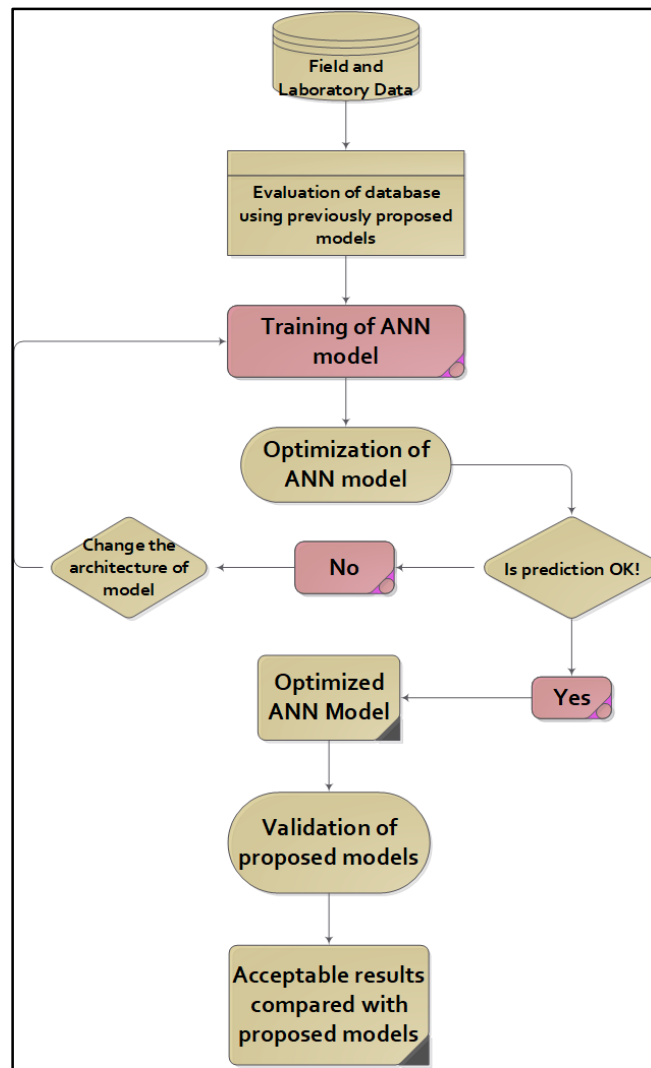 Field and
Laboratory Data
Evaluation of database
using previously proposed
models
Training of ANN
model
Optimization of
ANN model
Is prediction OK!
No
Change the
architecture of
model
Yes
Optimized
ANN Model
Validation of
proposed models
Acceptable results
compared with
proposed models